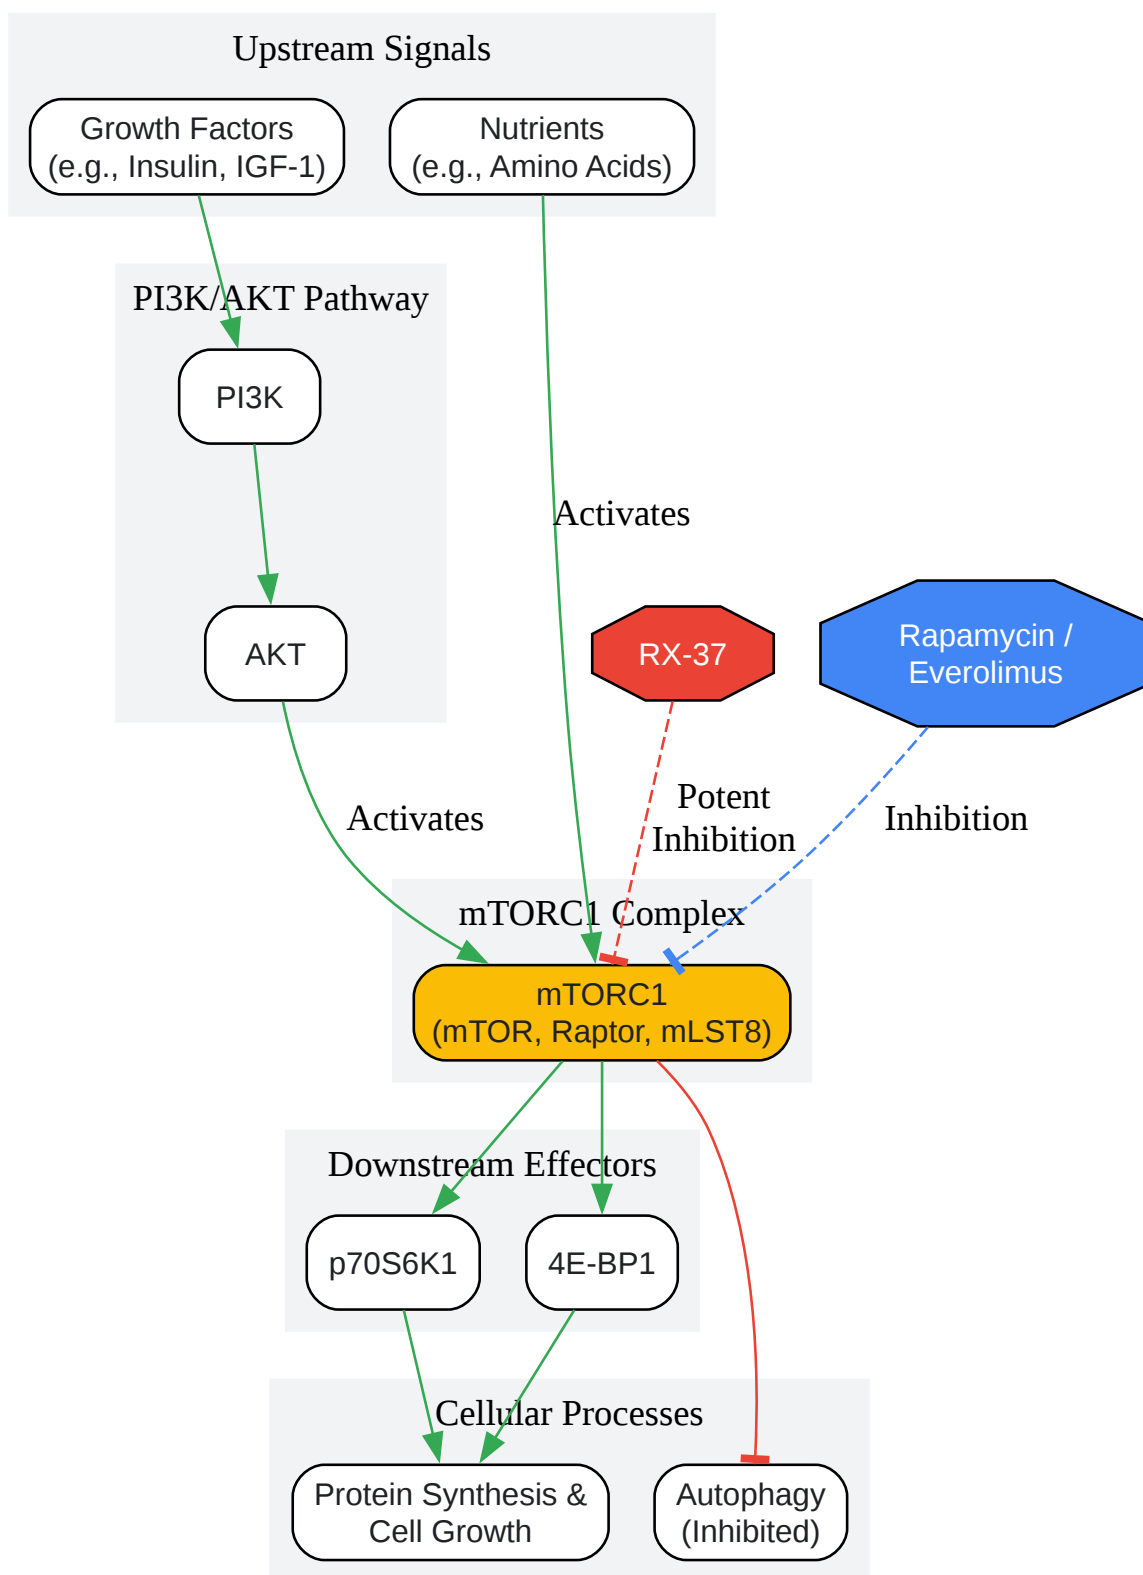 Upstream Signals
Growth Factors
(e.g., Insulin, IGF-1)
Nutrients
(e.g., Amino Acids)
PI3K/AKT Pathway
PI3K
Activates
AKT
RX-37
Rapamycin /
Everolimus
Activates
Potent
Inhibition
Inhibition
mTORC1 Complex
mTORC1
(mTOR, Raptor, mLST8)
Downstream Effectors
p70S6K1
4E-BP1
Cellular Processes
Protein Synthesis &
Cell Growth
Autophagy
(Inhibited)